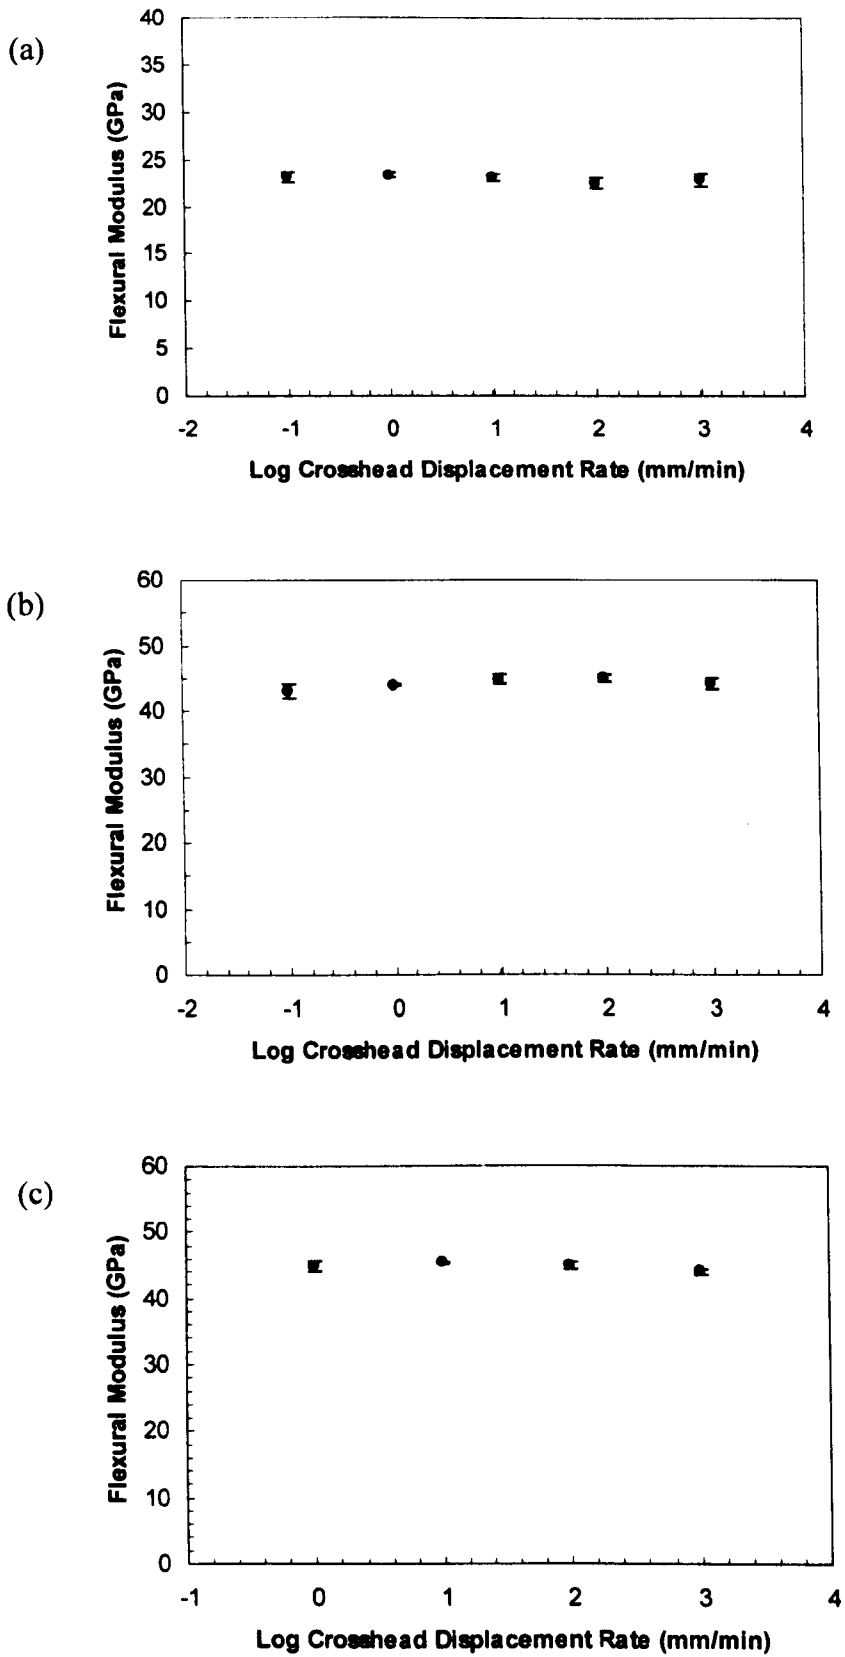 (a)
Flexural Modulus (GPa)
40
35
30
25
20
15
10
5
0
-2 -1 0 1 2 3 4
Log Crosshead Displacement Rate (mm/min)
(b)
Flexural Modulus (GPa)
60
50
40
30
20
10
0
-2 -1 0 1 2 3 4
Log Crosshead Displacement Rate (mm/min)
(c)
Flexural Modulus (GPa)
60
50
40
30
20
10
0
-1 0 1 2 3 4
Log Crosshead Displacement Rate (mm/min)